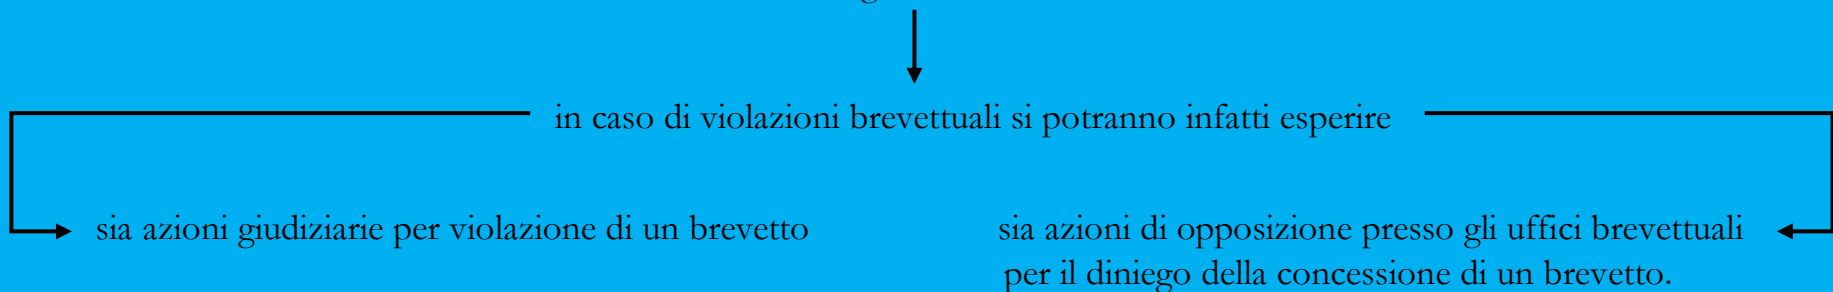 in caso di violazioni brevettuali si potranno infatti esperire
sia azioni giudiziarie per violazione di un brevetto
sia azioni di opposizione presso gli uffici brevettuali
per il diniego della concessione di un brevetto.